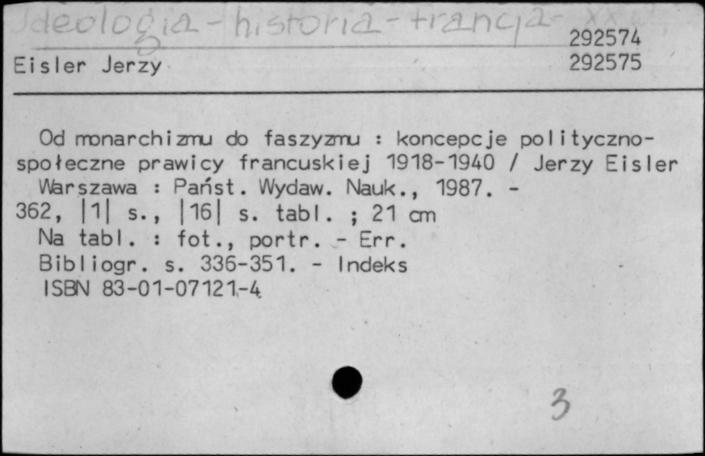 Ideologia - historia - francja - XX w.
292574
Eisler Jerzy 292575
Od monarchizmu do faszyzmu : koncepcje polityczno-
społeczne prawicy francuskiej 1918-1940 / Jerzy Eisler
Warszawa : Państ. Wydaw. Nauk., 1987. -
362, |1| s., |16| s. tabl. ; 21 cm
Na tabl. : fot., portr. - Err.
Bibliogr. s. 336-351. - Indeks
ISBN 83-01-07121-4
3